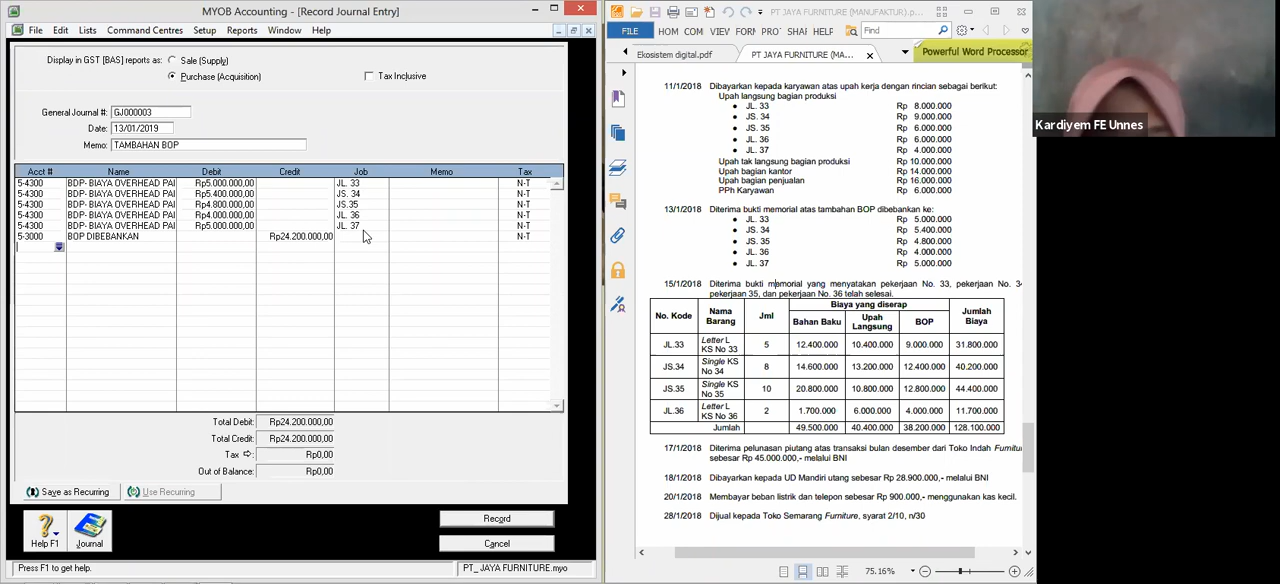 MYOB Accounting - [Record Journal Entry]
File Edit Lists Command Centres Setup Reports Window Help
Display in GST [BAS] reports as: Sale (Supply)
Purchase (Acquisition)
Tax Inclusive
General Journal #: GJ000003
Date: 13/01/2019
Memo: TAMBAHAN BOP
Acct # Name Debit Credit Job Memo Tax
5-4300 BDP- BIAYA OVERHEAD PAI Rp5.000.000,00 JL. 33 N-T
5-4300 BDP- BIAYA OVERHEAD PAI Rp5.400.000,00 JS. 34 N-T
5-4300 BDP- BIAYA OVERHEAD PAI Rp4.800.000,00 JS.35 N-T
5-4300 BDP- BIAYA OVERHEAD PAI Rp4.000.000,00 JL. 36 N-T
5-4300 BDP- BIAYA OVERHEAD PAI Rp5.000.000,00 JL. 37 N-T
5-3000 BOP DIBEBANKAN Rp24.200.000,00 N-T
Total Debit: Rp24.200.000,00
Total Credit: Rp24.200.000,00
Tax Rp0,00
Out of Balance: Rp0,00
Save as Recurring Use Recurring
Record
Help F1 Journal
Cancel
Press F1 to get help. PT_ JAYA FURNITURE.myo
PT JAYA FURNITURE (MANUFAKTUR).p...
FILE HOM COM VIEV FORM PRO SHAR HELP Find
Ekosistem digital.pdf PT JAYA FURNITURE (MA... Powerful Word Processor
11/1/2018 Dibayarkan kepada karyawan atas upah kerja dengan rincian sebagai berikut:
Upah langsung bagian produksi
JL. 33 Rp 8.000.000
JS. 34 Rp 9.000.000
JS. 35 Rp 6.000.000
JL. 36 Rp 6.000.000
JL. 37 Rp 4.000.000
Upah tak langsung bagian produksi Rp 10.000.000
Upah bagian kantor Rp 14.000.000
Upah bagian penjualan Rp 16.000.000
PPh Karyawan Rp 6.000.000
13/1/2018 Diterima bukti memorial atas tambahan BOP dibebankan ke:
JL. 33 Rp 5.000.000
JS. 34 Rp 5.400.000
JS. 35 Rp 4.800.000
JL. 36 Rp 4.000.000
JL. 37 Rp 5.000.000
15/1/2018 Diterima bukti memorial yang menyatakan pekerjaan No. 33, pekerjaan No. 34
pekerjaan 35, dan pekerjaan No. 36 telah selesai.
No. Kode Nama Barang Jml Biaya yang diserap Jumlah Biaya
Bahan Baku Upah Langsung BOP
JL.33 Letter L KS No 33 5 12.400.000 10.400.000 9.000.000 31.800.000
JS.34 Single KS No 34 8 14.600.000 13.200.000 12.400.000 40.200.000
JS.35 Single KS No 35 10 20.800.000 10.800.000 12.800.000 44.400.000
JL.36 Letter L KS No 36 2 1.700.000 6.000.000 4.000.000 11.700.000
Jumlah 49.500.000 40.400.000 38.200.000 128.100.000
17/1/2018 Diterima pelunasan piutang atas transaksi bulan desember dari Toko Indah Furnitu
sebesar Rp 45.000.000,- melalui BNI
18/1/2018 Dibayarkan kepada UD Mandiri utang sebesar Rp 28.900.000,- melalui BNI
20/1/2018 Membayar beban listrik dan telepon sebesar Rp 900.000,- menggunakan kas kecil.
28/1/2018 Dijual kepada Toko Semarang Furniture, syarat 2/10, n/30
75.16%
Kardiyem FE Unnes